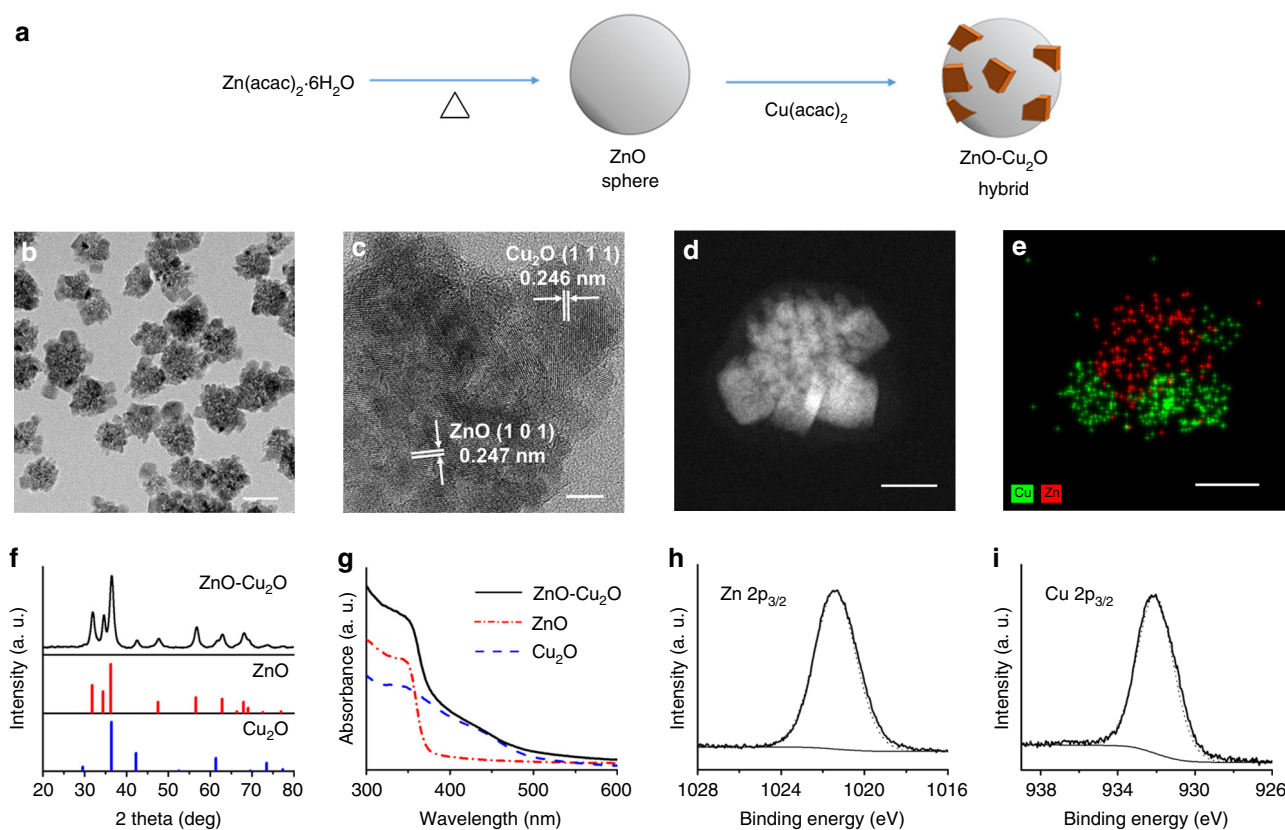 a
Zn(acac)₂·6H₂O
△
Cu(acac)₂
ZnO
sphere
ZnO-Cu₂O
hybrid
b
c
Cu₂O (1 1 1)
0.246 nm
ZnO (1 0 1)
0.247 nm
d
e
Cu Zn
f
Intensity (a. u.)
ZnO-Cu₂O
ZnO
Cu₂O
20 30 40 50 60 70 80
2 theta (deg)
g
Absorbance (a. u.)
ZnO-Cu₂O
ZnO
Cu₂O
300 400 500 600
Wavelength (nm)
h
Intensity (a. u.)
Zn 2p₃/₂
1028 1024 1020 1016
Binding energy (eV)
i
Intensity (a. u.)
Cu 2p₃/₂
938 934 930 926
Binding energy (eV)